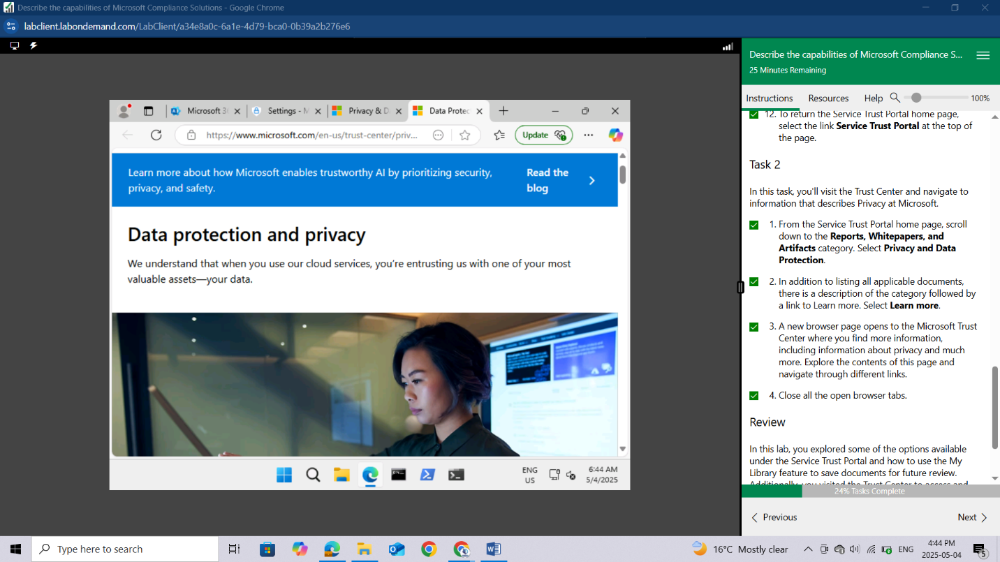 Describe the capabilities of Microsoft Compliance Solutions - Google Chrome
labclient.labondemand.com/LabClient/a34e8a0c-6a1e-4d79-bca0-0b39a2b276e6
Microsoft 3
Settings - M
Privacy & D
Data Protec
https://www.microsoft.com/en-us/trust-center/priv...
Update
Learn more about how Microsoft enables trustworthy AI by prioritizing security,
privacy, and safety.
Read the
blog
Data protection and privacy
We understand that when you use our cloud services, you're entrusting us with one of your most
valuable assets—your data.
ENG
US
6:44 AM
5/4/2025
Describe the capabilities of Microsoft Compliance S...
25 Minutes Remaining
Instructions
Resources
Help
100%
12. To return the Service Trust Portal home page,
select the link Service Trust Portal at the top of
the page.
Task 2
In this task, you'll visit the Trust Center and navigate to
information that describes Privacy at Microsoft.
1. From the Service Trust Portal home page, scroll
down to the Reports, Whitepapers, and
Artifacts category. Select Privacy and Data
Protection.
2. In addition to listing all applicable documents,
there is a description of the category followed by
a link to Learn more. Select Learn more.
3. A new browser page opens to the Microsoft Trust
Center where you find more information,
including information about privacy and much
more. Explore the contents of this page and
navigate through different links.
4. Close all the open browser tabs.
Review
In this lab, you explored some of the options available
under the Service Trust Portal and how to use the My
Library feature to save documents for future review.
Additionally, you visited the Trust Center to access and
24% Tasks Complete
Previous
Next
Type here to search
16°C Mostly clear
ENG
4:44 PM
2025-05-04
5